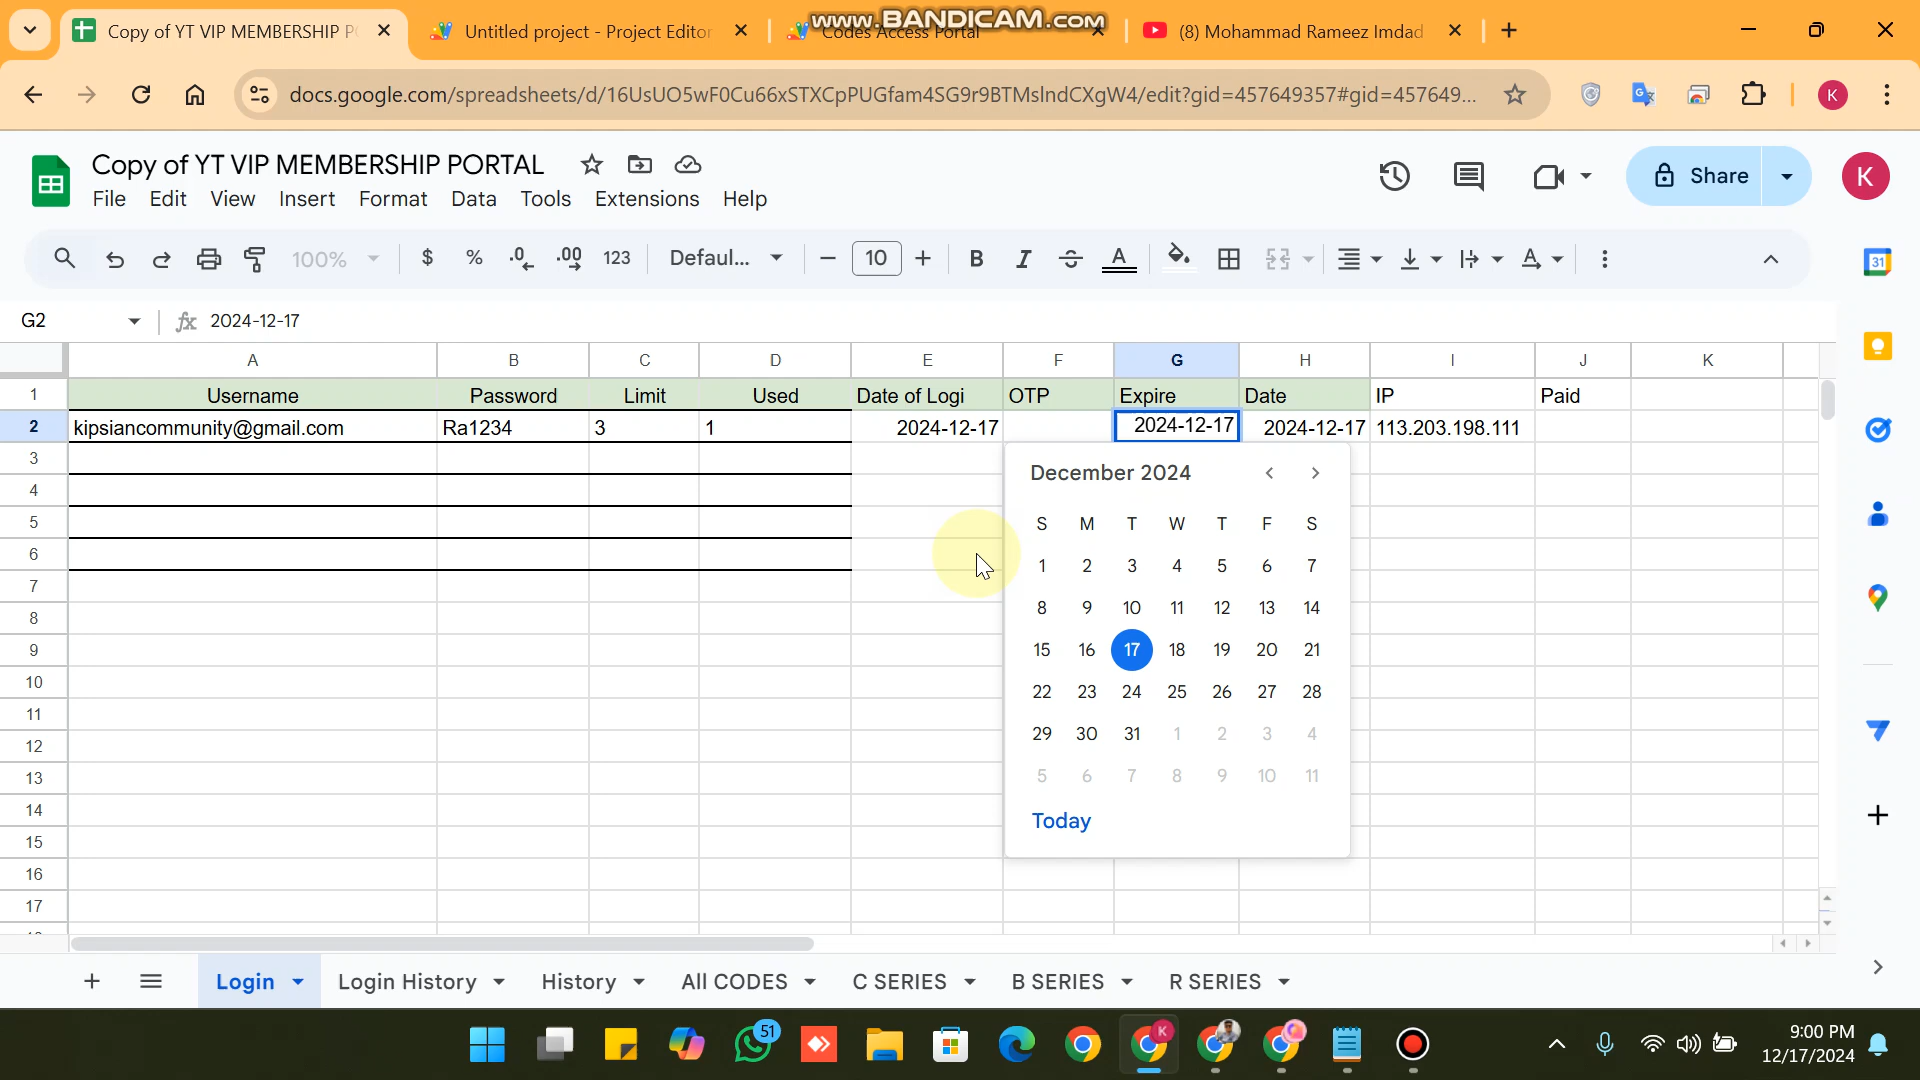 Copy of YT VIP MEMBERSHIP P
Untitled project - Project Editor
Codes Access Portal
(8) Mohammad Rameez Imdad
www.BANDICAM.com
docs.google.com/spreadsheets/d/16UsUO5wF0Cu66xSTXCpPUGfam4SG9r9BTMslndCXgW4/edit?gid=457649357#gid=457649...
K
Copy of YT VIP MEMBERSHIP PORTAL
File Edit View Insert Format Data Tools Extensions Help
Share
K
100% $ % .0 .00 123 Defaul... 10 B I S A A
31
G2 fx 2024-12-17
A B C D E F G H I J K
1 Username Password Limit Used Date of Logi OTP Expire Date IP Paid
2 kipsiancommunity@gmail.com Ra1234 3 1 2024-12-17 2024-12-17 2024-12-17 113.203.198.111
3
4
5
6
7
8
9
10
11
12
13
14
15
16
17
December 2024
S M T W T F S
1 2 3 4 5 6 7
8 9 10 11 12 13 14
15 16 17 18 19 20 21
22 23 24 25 26 27 28
29 30 31 1 2 3 4
5 6 7 8 9 10 11
Today
Login Login History History All CODES C SERIES B SERIES R SERIES
51
K
9:00 PM
12/17/2024